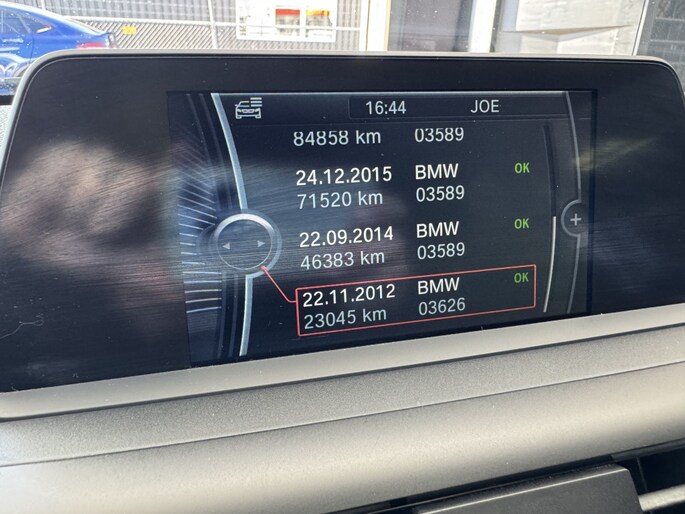 16:44 JOE
84858 km 03589
24.12.2015 BMW OK
71520 km 03589
22.09.2014 BMW OK
46383 km 03589
22.11.2012 BMW OK
23045 km 03626